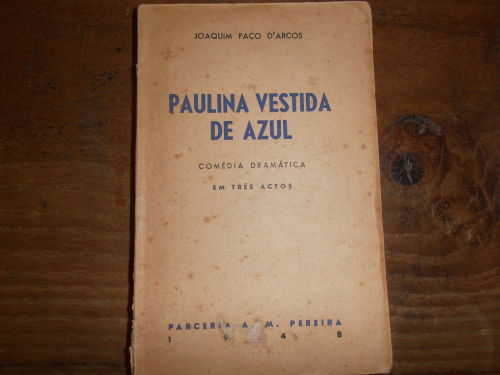 JOAQUIM PAÇO D'ARCOS
PAULINA VESTIDA
DE AZUL
COMÉDIA DRAMÁTICA
EM TRÊS ACTOS
PARCERIA A. M. PEREIRA
1 9 4 8